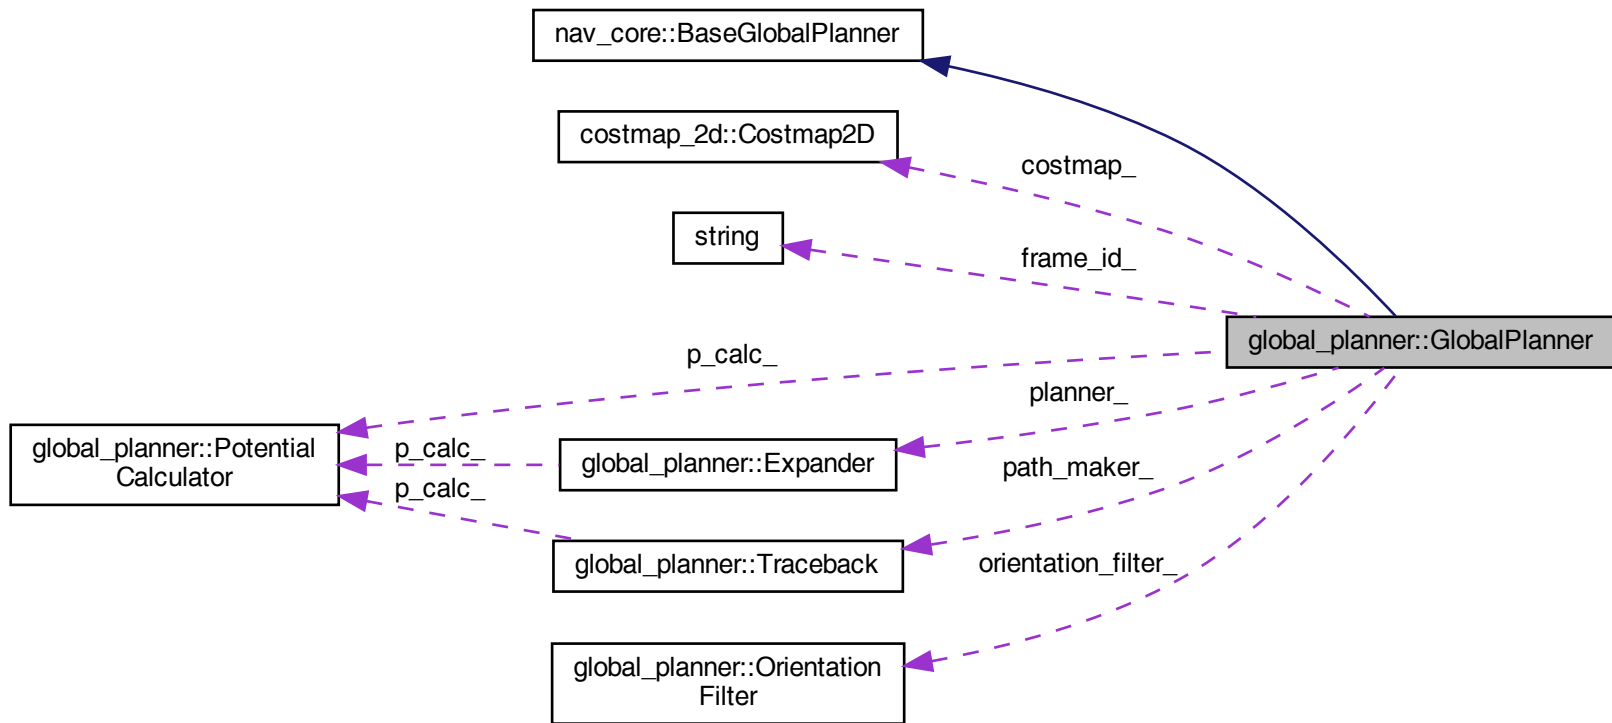 nav_core::BaseGlobalPlanner
costmap_2d::Costmap2D
costmap_
string
frame_id_
global_planner::GlobalPlanner
p_calc_
planner_
global_planner::Potential
Calculator
p_calc_
global_planner::Expander
path_maker_
p_calc_
global_planner::Traceback
orientation_filter_
global_planner::Orientation
Filter